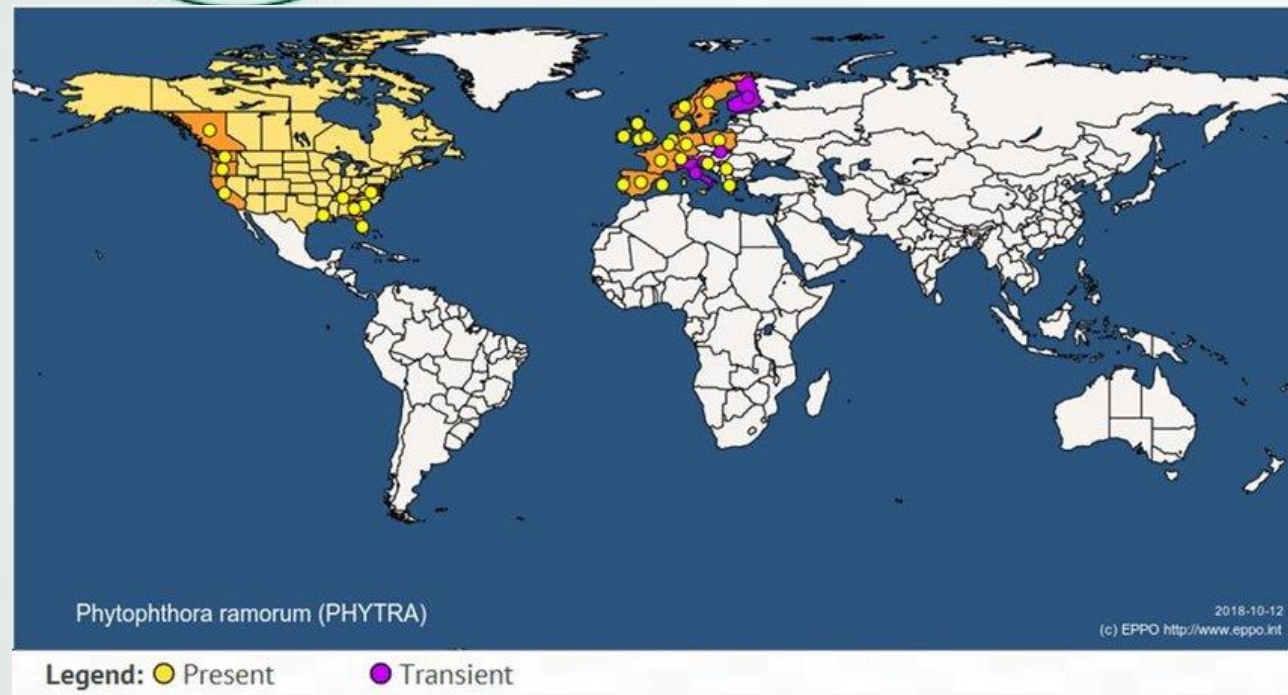 Phytophthora ramorum (PHYTRA)
2018-10-12
(c) EPPO http://www.eppo.int
Legend: Present Transient